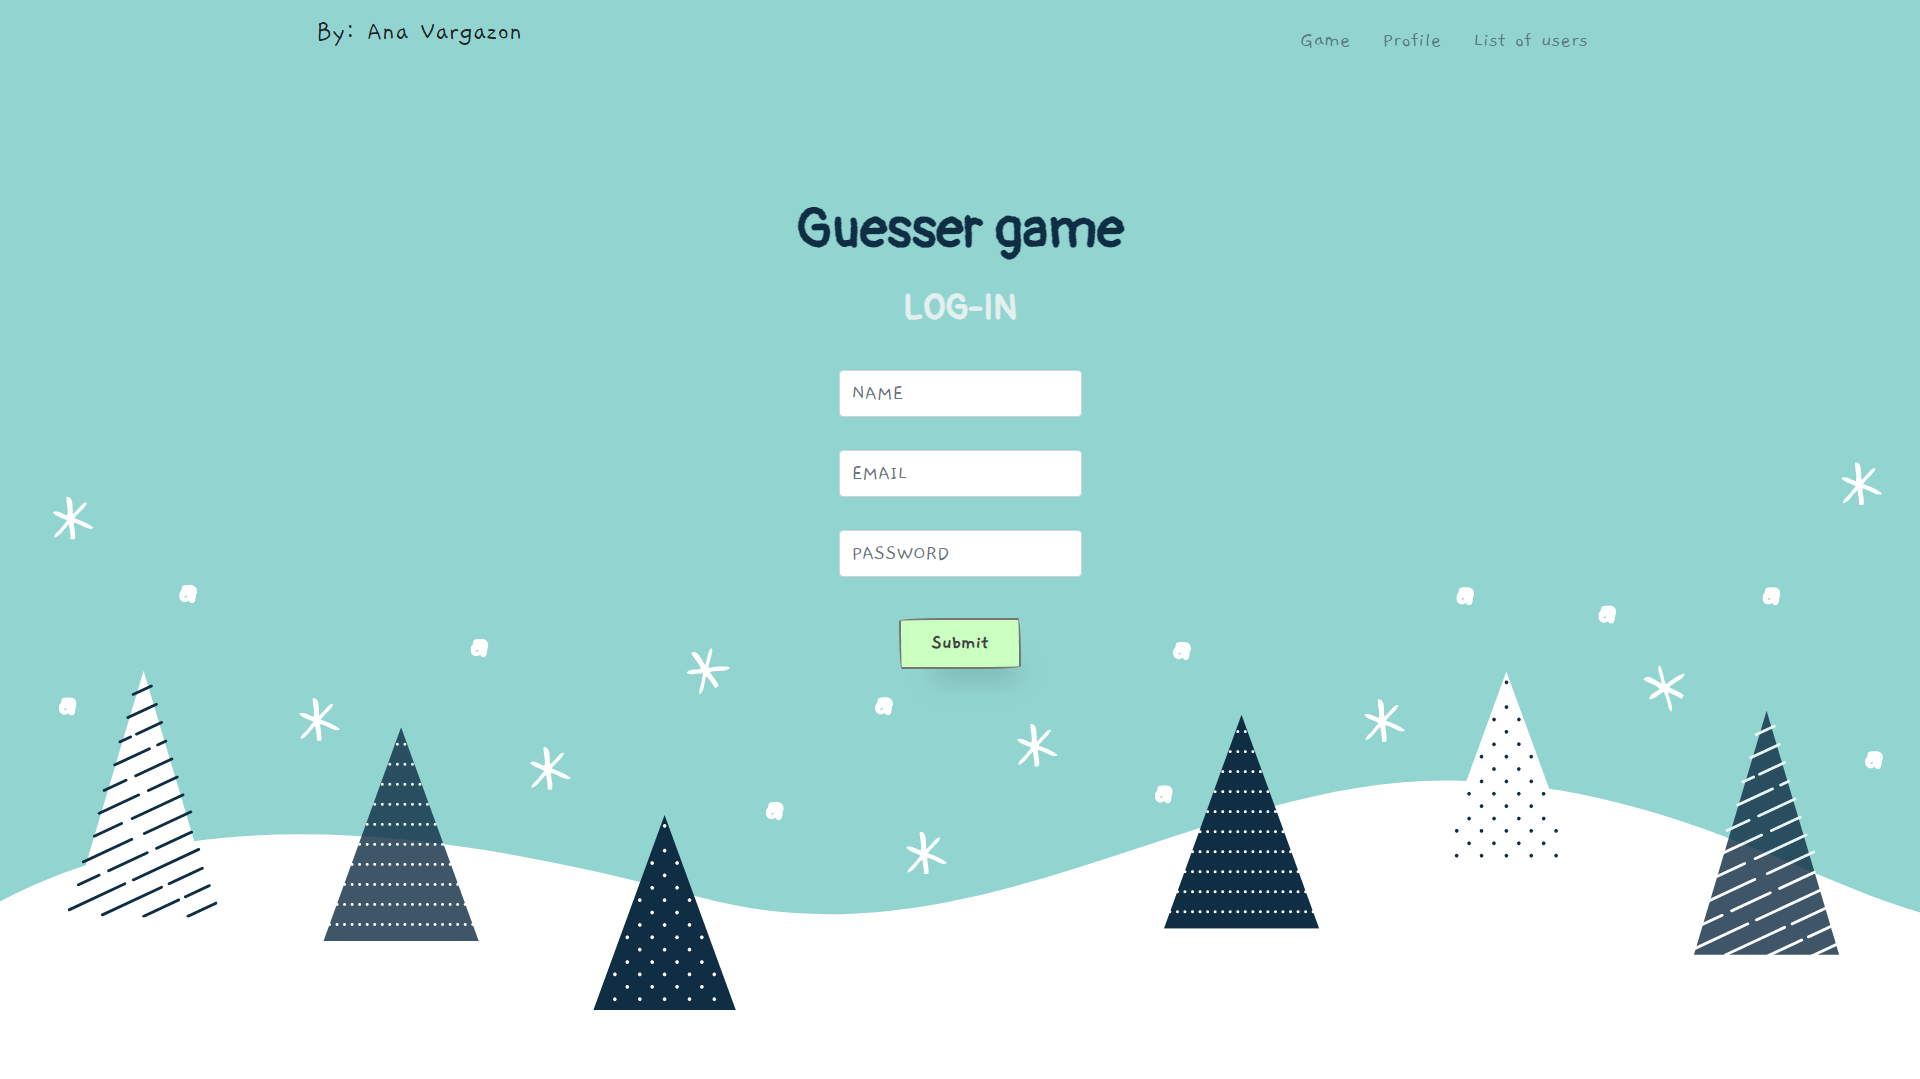 By: Ana Vargazon
Game Profile List of users
Guesser game
LOG-IN
NAME
EMAIL
PASSWORD
Submit